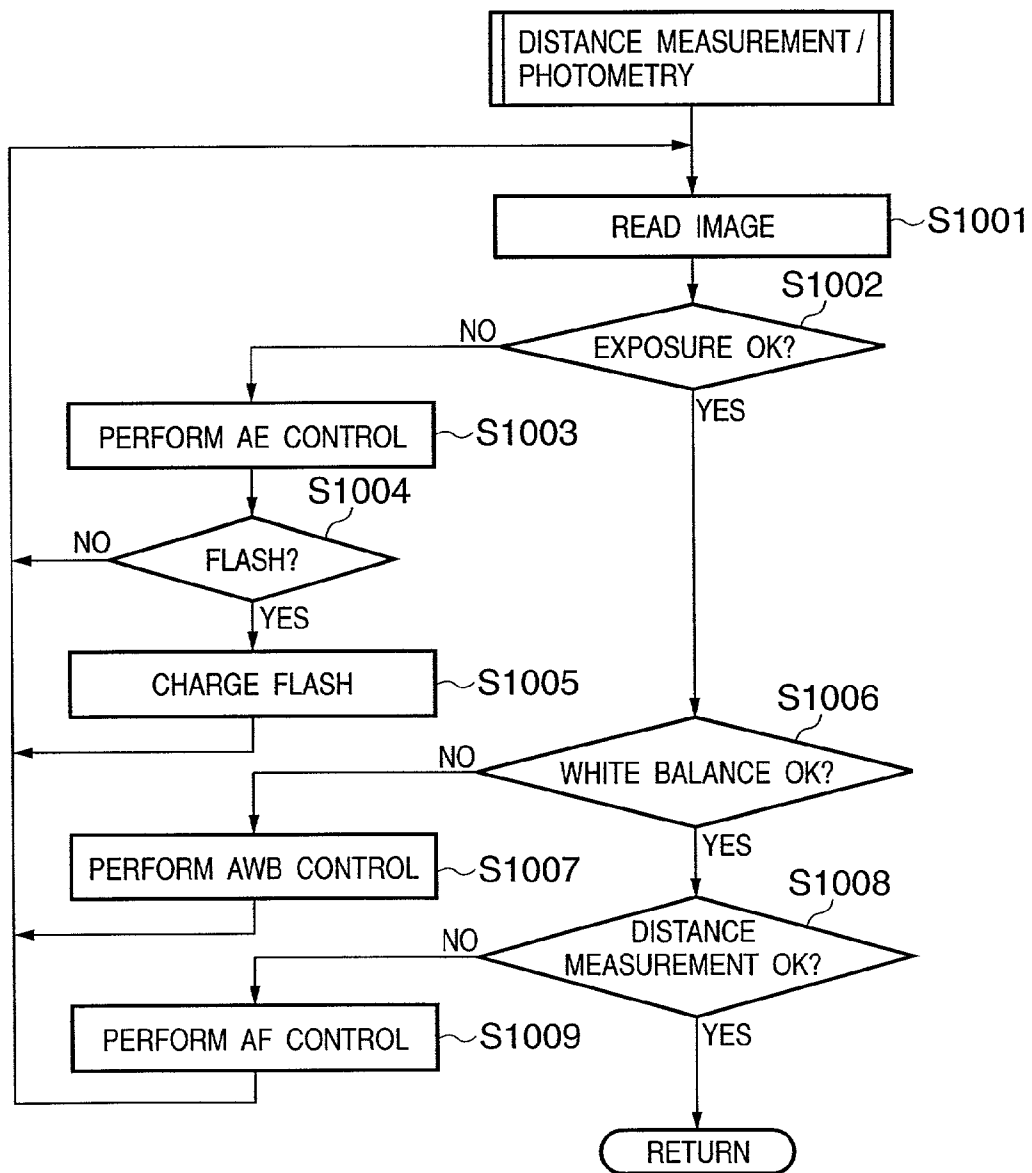 DISTANCE MEASUREMENT /
PHOTOMETRY
READ IMAGE
S1001
S1002
NO
EXPOSURE OK?
YES
PERFORM AE CONTROL
S1003
S1004
NO
FLASH?
YES
CHARGE FLASH
S1005
S1006
NO
WHITE BALANCE OK?
YES
PERFORM AWB CONTROL
S1007
S1008
NO
DISTANCE
MEASUREMENT OK?
YES
PERFORM AF CONTROL
S1009
RETURN